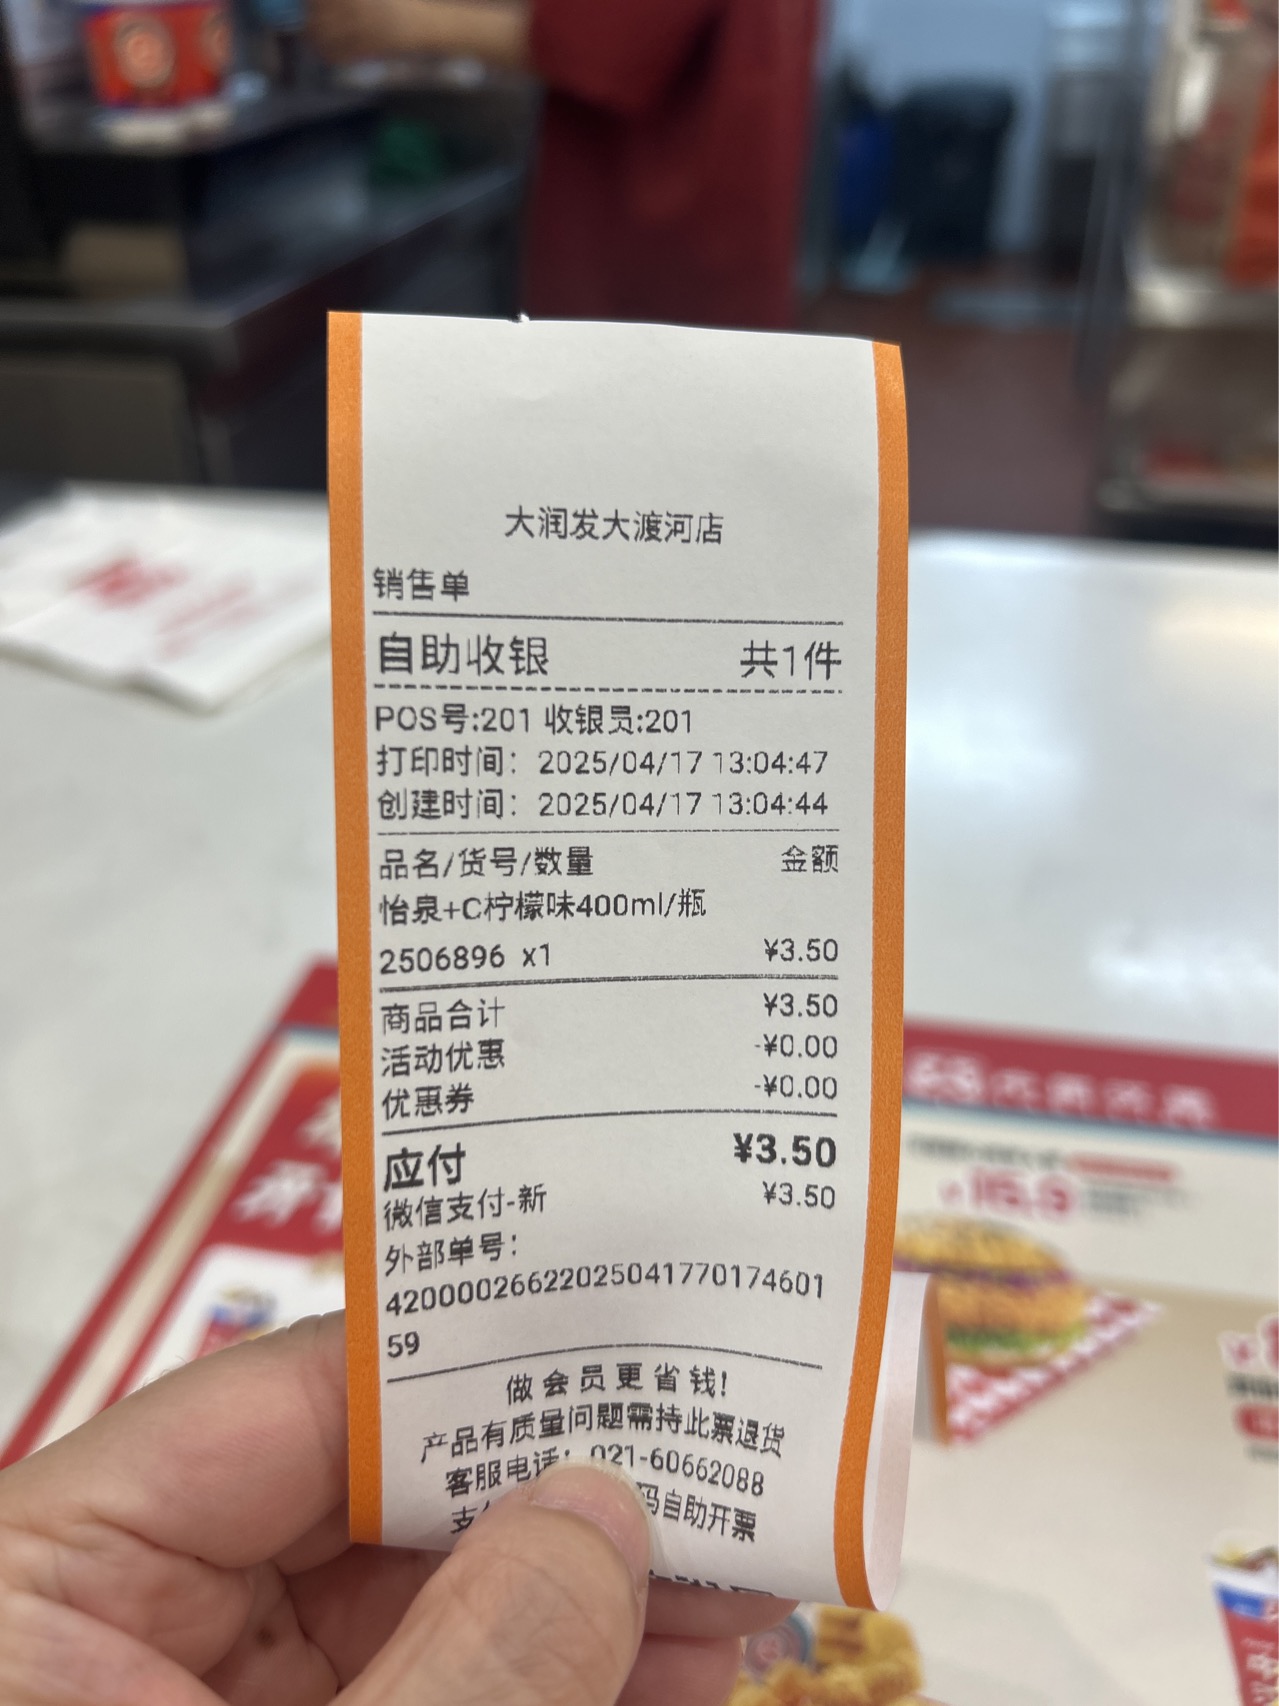 大润发大渡河店
销售单
自助收银 共1件
POS号:201 收银员:201
打印时间：2025/04/17 13:04:47
创建时间：2025/04/17 13:04:44
品名/货号/数量 金额
怡泉+C柠檬味400ml/瓶
2506896 x1 ¥3.50
商品合计 ¥3.50
活动优惠 -¥0.00
优惠券 -¥0.00
应付 ¥3.50
微信支付-新 ¥3.50
外部单号：
42000026622025041770174601
59
做会员更省钱!
产品有质量问题需持此票退货
客服电话：021-60662088
码自助开票